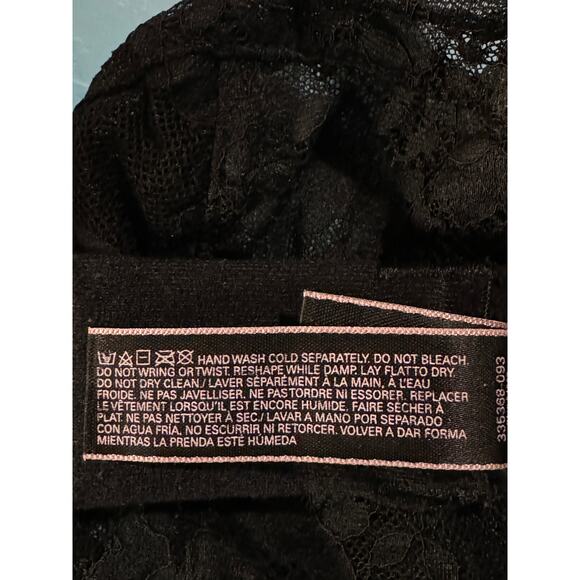 HAND WASH COLD SEPARATELY. DO NOT BLEACH.
DO NOT WRING OR TWIST. RESHAPE WHILE DAMP. LAY FLAT TO DRY.
DO NOT DRY CLEAN./ LAVER SÉPARÉMENT À LA MAIN, À L'EAU
FROIDE. NE PAS JAVELLISER. NE PAS TORDRE NI ESSORER. REPLACER
LE VÊTEMENT LORSQU'IL EST ENCORE HUMIDE. FAIRE SÉCHER À
PLAT. NE PAS NETTOYER À SEC./ LAVAR A MANO POR SEPARADO
CON AGUA FRÍA. NO ESCURRIR NI RETORCER. VOLVER A DAR FORMA
MIENTRAS LA PRENDA ESTÉ HÚMEDA
335368-093